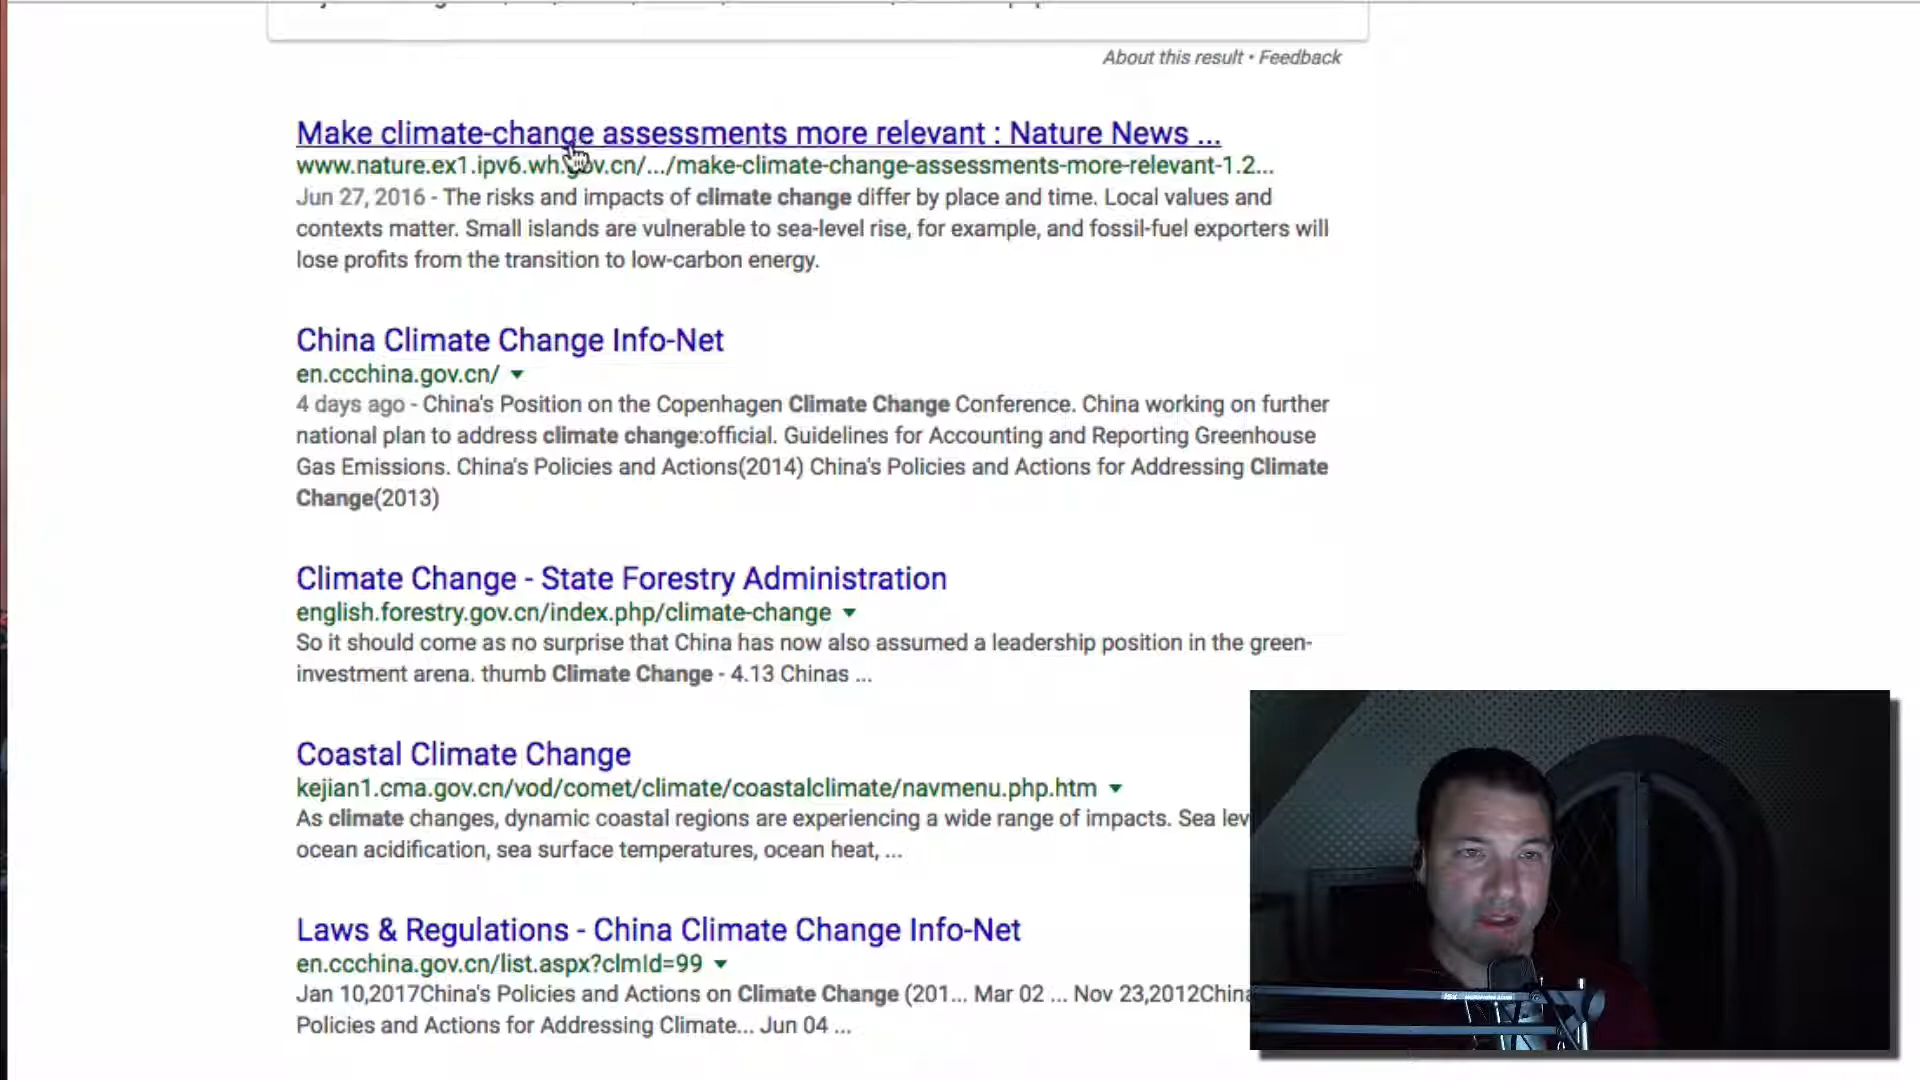 About this result • Feedback
Make climate-change assessments more relevant : Nature News ...
www.nature.ex1.ipv6.wh.gov.cn/.../make-climate-change-assessments-more-relevant-1.2...
Jun 27, 2016 - The risks and impacts of climate change differ by place and time. Local values and
contexts matter. Small islands are vulnerable to sea-level rise, for example, and fossil-fuel exporters will
lose profits from the transition to low-carbon energy.
China Climate Change Info-Net
en.ccchina.gov.cn/
4 days ago - China's Position on the Copenhagen Climate Change Conference. China working on further
national plan to address climate change:official. Guidelines for Accounting and Reporting Greenhouse
Gas Emissions. China's Policies and Actions(2014) China's Policies and Actions for Addressing Climate
Change(2013)
Climate Change - State Forestry Administration
english.forestry.gov.cn/index.php/climate-change
So it should come as no surprise that China has now also assumed a leadership position in the green-
investment arena. thumb Climate Change - 4.13 Chinas ...
Coastal Climate Change
kejian1.cma.gov.cn/vod/comet/climate/coastalclimate/navmenu.php.htm
As climate changes, dynamic coastal regions are experiencing a wide range of impacts. Sea lev
ocean acidification, sea surface temperatures, ocean heat, ...
Laws & Regulations - China Climate Change Info-Net
en.ccchina.gov.cn/list.aspx?clmId=99
Jan 10,2017China's Policies and Actions on Climate Change (201... Mar 02 ... Nov 23,2012China
Policies and Actions for Addressing Climate... Jun 04 ...